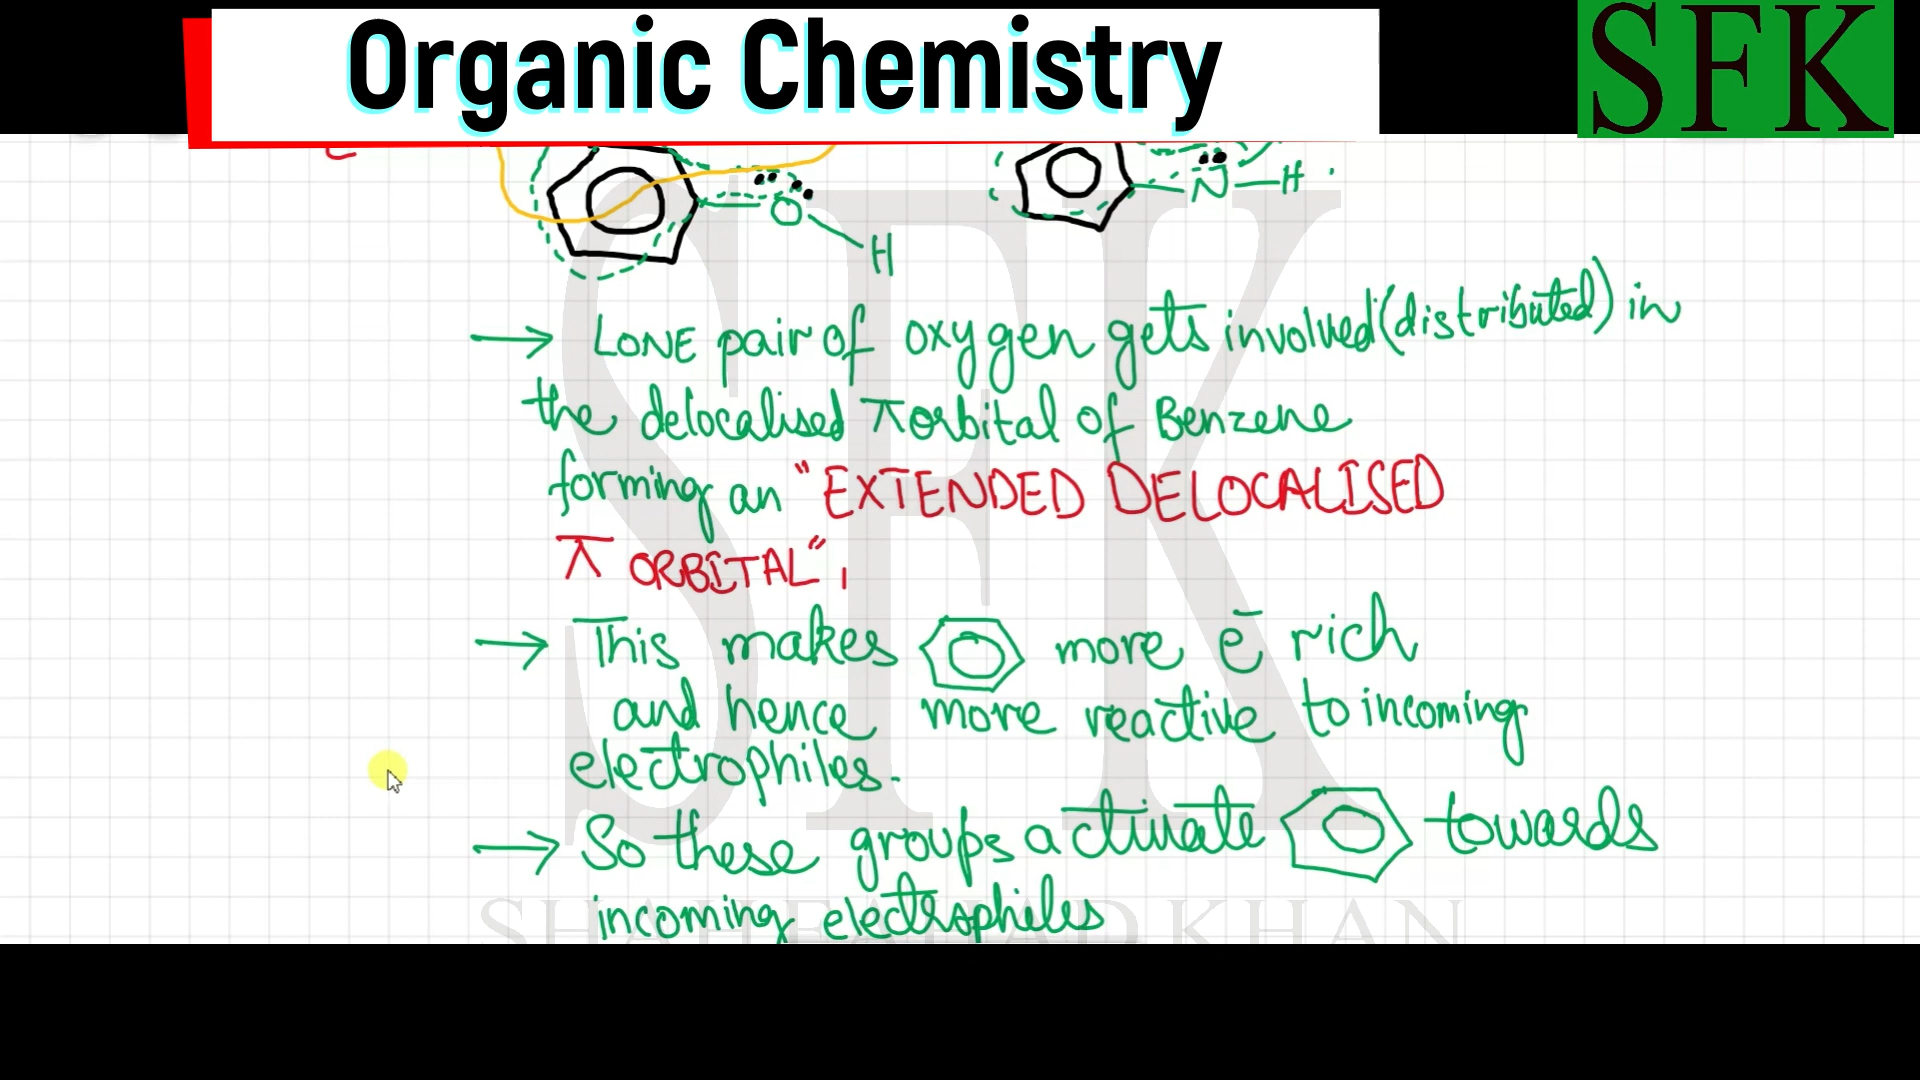 Organic Chemistry
SFK
O
H
N
H
→ LONE pair of oxygen gets involved (distributed) in
the delocalised π orbital of Benzene
forming an "EXTENDED DELOCALISED
π ORBITAL",
→ This makes more e̅ rich
and hence more reactive to incoming
electrophiles.
→ So these groups activate towards
incoming electrophiles